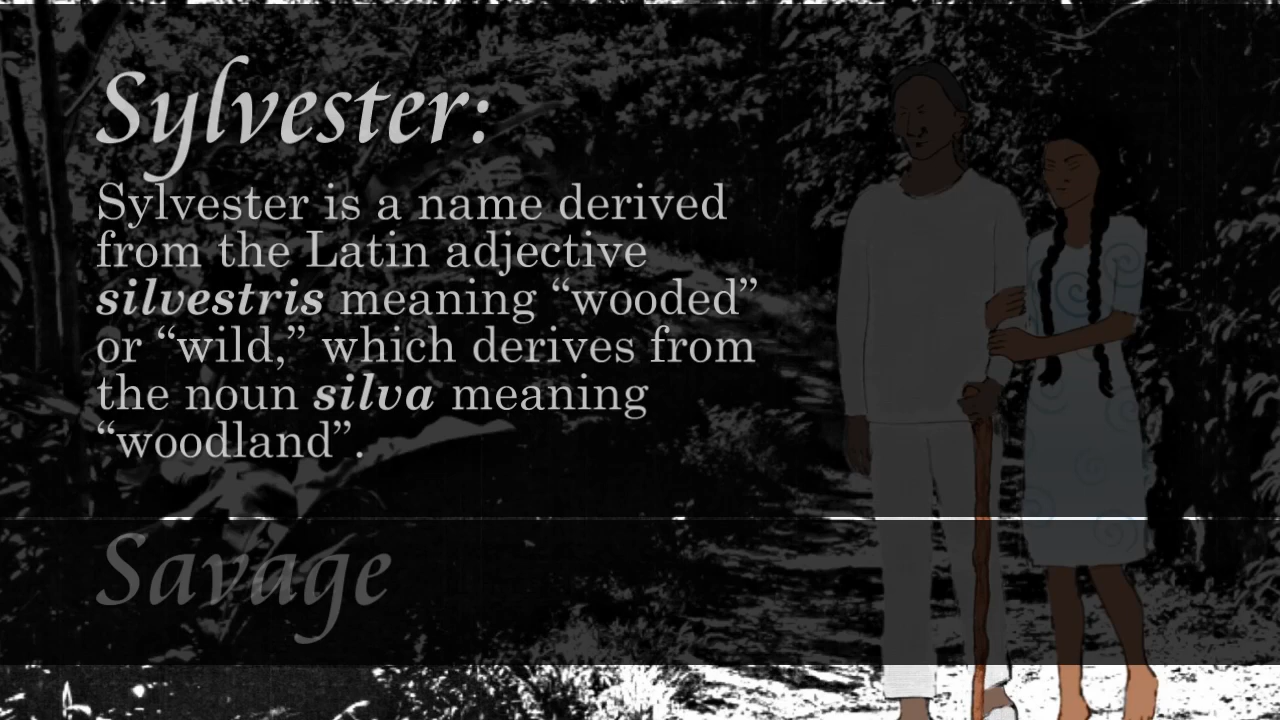 Sylvester:
Sylvester is a name derived
from the Latin adjective
silvestris meaning “wooded”
or “wild,” which derives from
the noun silva meaning
“woodland”.
Savage